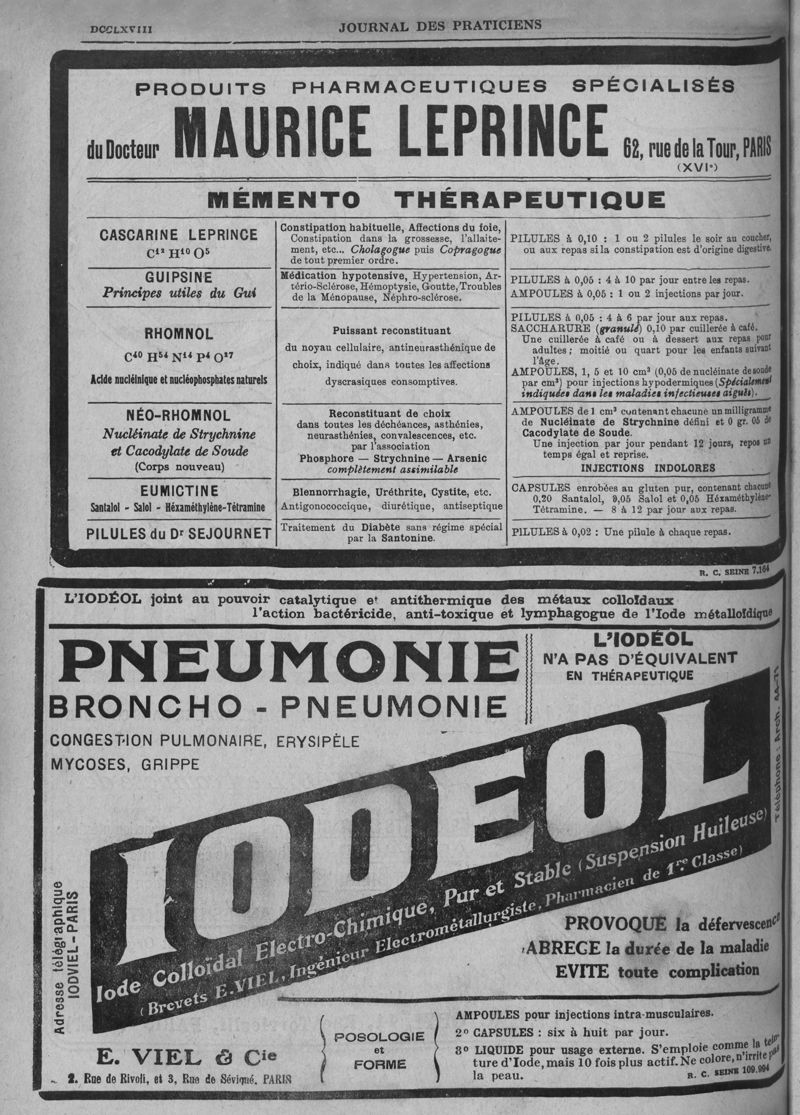 DCCLXVIII
JOURNAL DES PRATICIENS
PRODUITS PHARMACEUTIQUES SPÉCIALISÉS
du Docteur MAURICE LEPRINCE 62, rue de la Tour, PARIS
(XVIe)
MÉMENTO THÉRAPEUTIQUE
CASCARINE LEPRINCE
C¹² H¹⁰ O⁵
Constipation habituelle, Affections du foie,
Constipation dans la grossesse, l'allaite-
ment, etc... Cholagogue puis Copragogue
de tout premier ordre.
PILULES à 0,10 : 1 ou 2 pilules le soir au coucher,
ou aux repas si la constipation est d'origine digestive.
GUIPSINE
Principes utiles du Gui
Médication hypotensive, Hypertension, Ar-
tério-Sclérose, Hémoptysie, Goutte, Troubles
de la Ménopause, Néphro-sclérose.
PILULES à 0,05 : 4 à 10 par jour entre les repas.
AMPOULES à 0,05 : 1 ou 2 injections par jour.
RHOMNOL
C⁴⁰ H⁵⁴ N¹⁴ P⁴ O²⁷
Acide nucléinique et nucléophosphates naturels
Puissant reconstituant
du noyau cellulaire, antineurasthénique de
choix, indiqué dans toutes les affections
dyscrasiques consomptives.
PILULES à 0,05 : 4 à 6 par jour aux repas.
SACCHARURE (granulé) 0,10 par cuillerée à café.
Une cuillerée à café ou à dessert aux repas pour
adultes ; moitié ou quart pour les enfants suivant
l'âge.
AMPOULES, 1, 5 et 10 cm³ (0,05 de nucléinate de soude
par cm³) pour injections hypodermiques (Spécialement
indiquées dans les maladies infectieuses aiguës).
NÉO-RHOMNOL
Nucléinate de Strychnine
et Cacodylate de Soude
(Corps nouveau)
Reconstituant de choix
dans toutes les déchéances, asthénies,
neurasthénies, convalescences, etc.
par l'association
Phosphore — Strychnine — Arsenic
complètement assimilable
AMPOULES de 1 cm³ contenant chacune un milligramme
de Nucléinate de Strychnine défini et 0 gr. 05 de
Cacodylate de Soude.
Une injection par jour pendant 12 jours, repos un
temps égal et reprise.
INJECTIONS INDOLORES
EUMICTINE
Santalol - Salol - Héxaméthylène-Tétramine
Blennorrhagie, Uréthrite, Cystite, etc.
Antigonococcique, diurétique, antiseptique
CAPSULES enrobées au gluten pur, contenant chacune
0,20 Santalol, 0,05 Salol et 0,05 Héxaméthylène-
Tétramine. — 8 à 12 par jour aux repas.
PILULES du Dr SEJOURNET
Traitement du Diabète sans régime spécial
par la Santonine.
PILULES à 0,02 : Une pilule à chaque repas.
R. C. SEINE 7.164
L'IODÉOL joint au pouvoir catalytique et antithermique des métaux colloïdaux
l'action bactéricide, anti-toxique et lymphagogue de l'Iode métalloïdique
PNEUMONIE
BRONCHO - PNEUMONIE
CONGESTION PULMONAIRE, ERYSIPÈLE
MYCOSES, GRIPPE
L'IODÉOL
N'A PAS D'ÉQUIVALENT
EN THÉRAPEUTIQUE
Téléphone : Arch. 44-71
IODEOL
Iode Colloïdal Electro-Chimique, Pur et Stable (Suspension Huileuse)
(Brevets E. VIEL, Ingénieur Electrométallurgiste, Pharmacien de 1re Classe)
Adresse télégraphique
IODVIEL-PARIS
PROVOQUE la défervescence
ABREGE la durée de la maladie
EVITE toute complication
E. VIEL & Cie
2. Rue de Rivoli, et 3, Rue de Sévigné, PARIS
POSOLOGIE
et
FORME
AMPOULES pour injections intra-musculaires.
2º CAPSULES : six à huit par jour.
3º LIQUIDE pour usage externe. S'emploie comme la tein-
ture d'Iode, mais 10 fois plus actif. Ne colore, n'irrite pas
la peau.
R. C. SEINE 109.994